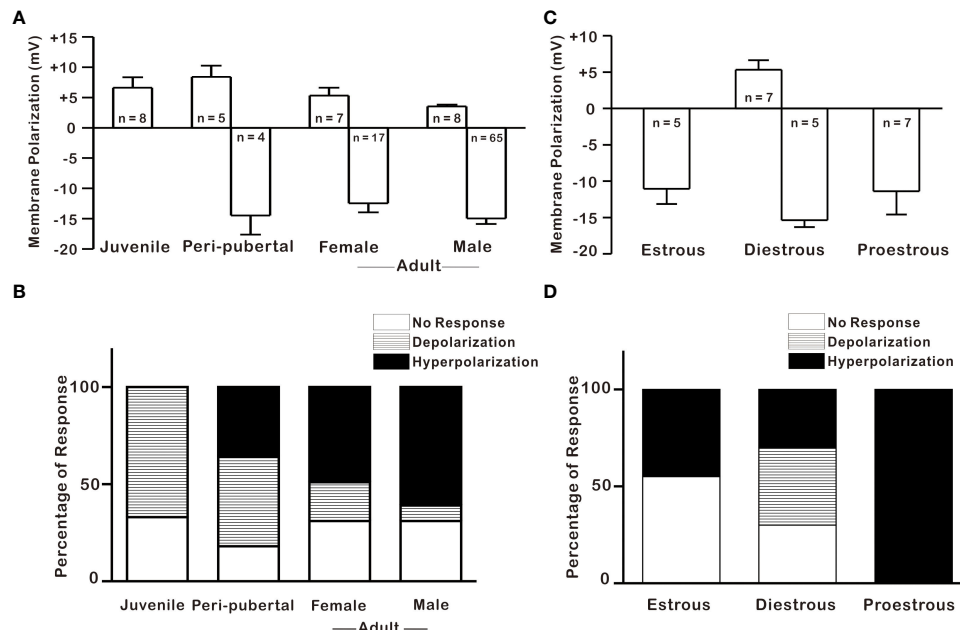 A
Membrane Polarization (mV)
+15
+10
+5
0
-5
-10
-15
-20
n = 8
n = 5
n = 4
n = 7
n = 17
n = 8
n = 65
Juvenile Peri-pubertal Female Male
Adult
B
No Response
Depolarization
Hyperpolarization
Percentage of Response
100
50
0
Juvenile Peri-pubertal Female Male
Adult
C
Membrane Polarization (mV)
+10
+5
0
-5
-10
-15
-20
n = 5
n = 7
n = 5
n = 7
Estrous Diestrous Proestrous
D
No Response
Depolarization
Hyperpolarization
Percentage of Response
100
50
0
Estrous Diestrous Proestrous